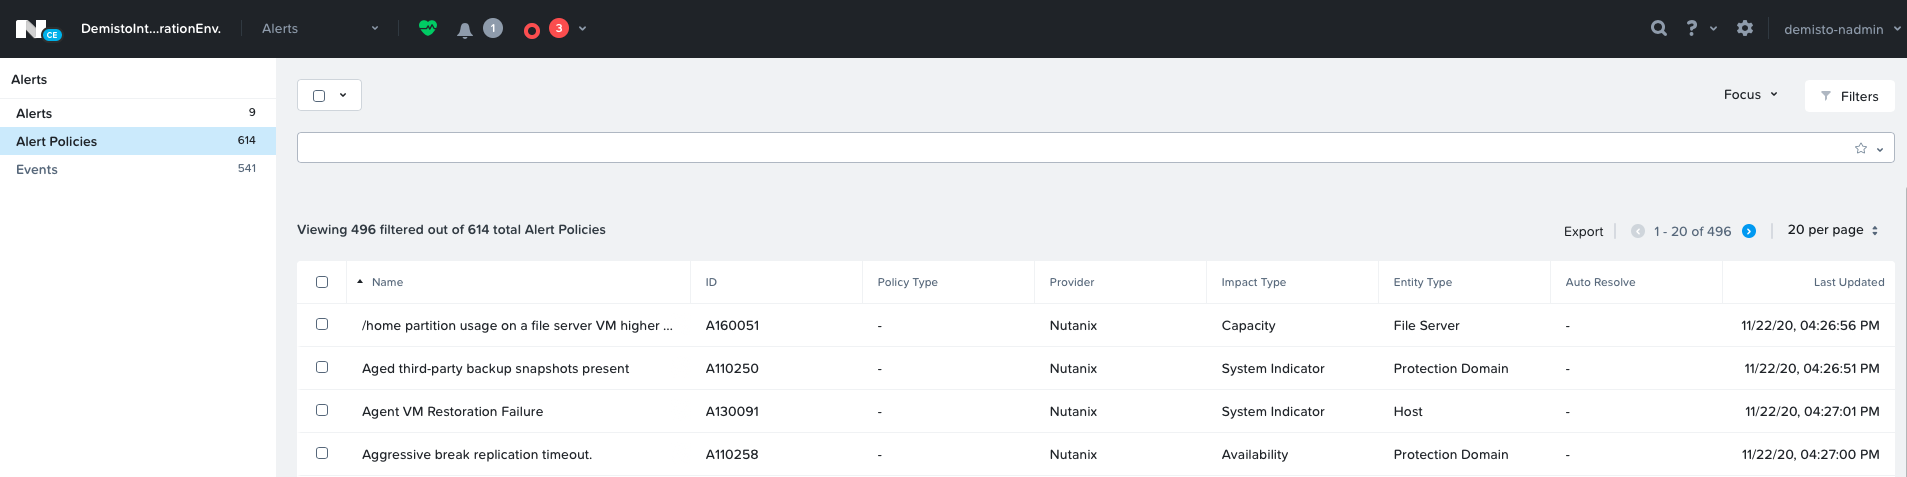 N CE DemistoInt...rationEnv. Alerts 1 3 ? demisto-nadmin
Alerts
Alerts 9
Alert Policies 614
Events 541
Focus Filters
Viewing 496 filtered out of 614 total Alert Policies
Export 1 - 20 of 496 20 per page
Name ID Policy Type Provider Impact Type Entity Type Auto Resolve Last Updated
/home partition usage on a file server VM higher ... A160051 - Nutanix Capacity File Server - 11/22/20, 04:26:56 PM
Aged third-party backup snapshots present A110250 - Nutanix System Indicator Protection Domain - 11/22/20, 04:26:51 PM
Agent VM Restoration Failure A130091 - Nutanix System Indicator Host - 11/22/20, 04:27:01 PM
Aggressive break replication timeout. A110258 - Nutanix Availability Protection Domain - 11/22/20, 04:27:00 PM